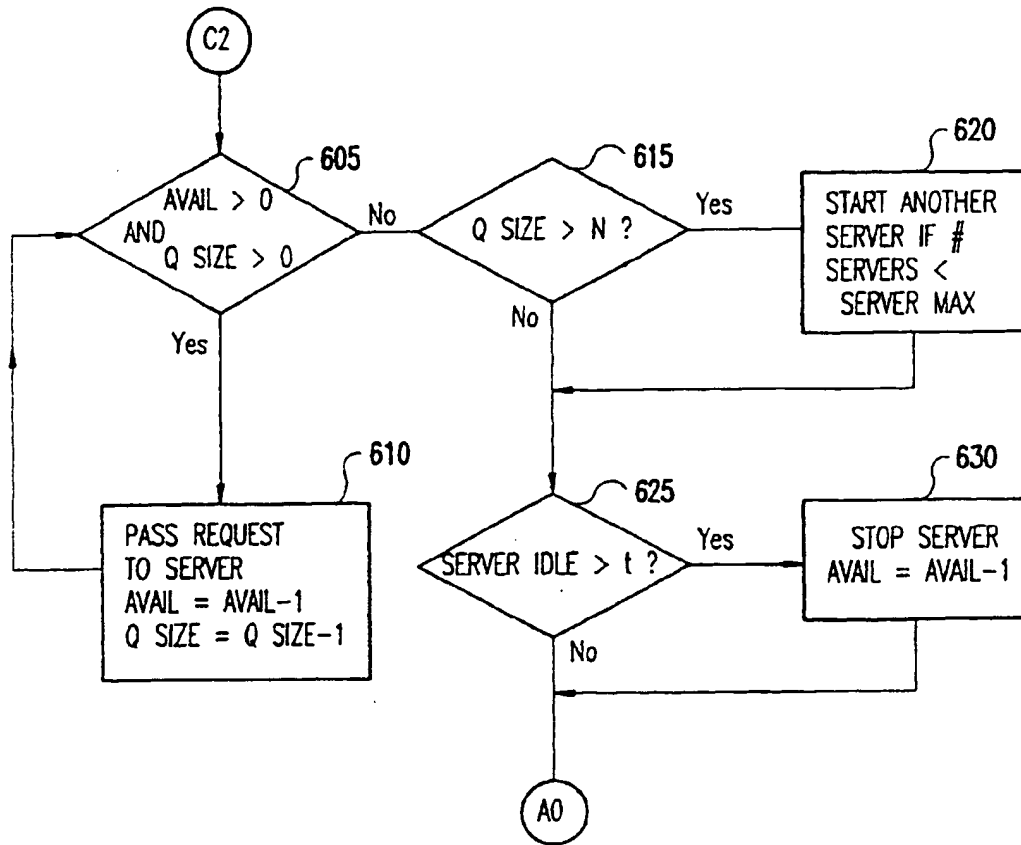 C2
605
AVAIL > 0
AND
Q SIZE > 0
No
Yes
610
PASS REQUEST
TO SERVER
AVAIL = AVAIL-1
Q SIZE = Q SIZE-1
615
Q SIZE > N ?
Yes
No
620
START ANOTHER
SERVER IF #
SERVERS <
SERVER MAX
625
SERVER IDLE > t ?
Yes
No
630
STOP SERVER
AVAIL = AVAIL-1
A0